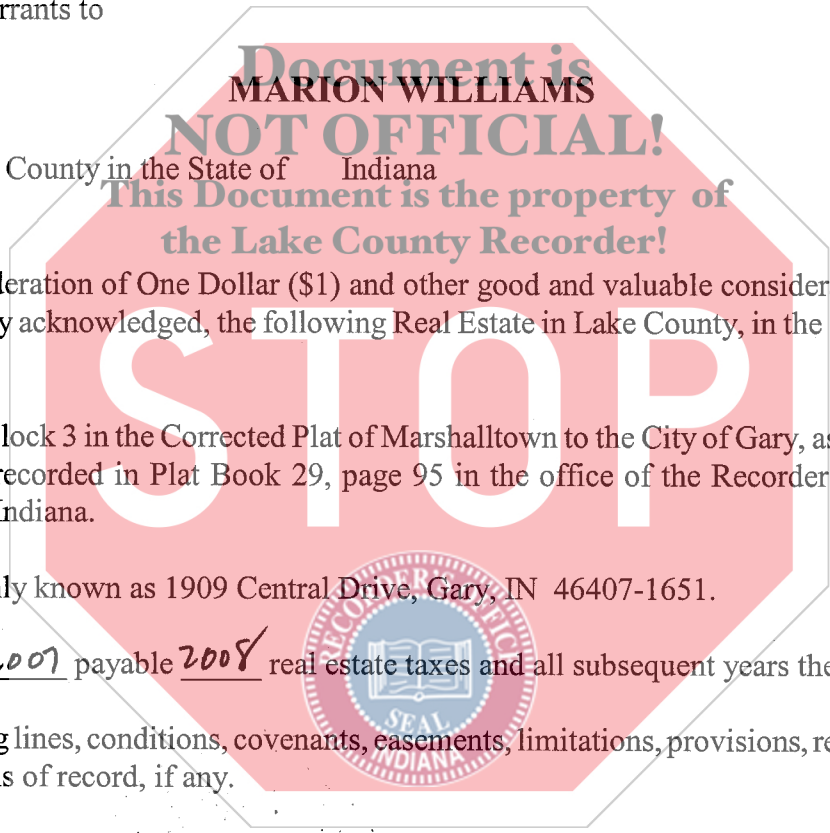 rrants to
Document is
MARION WILLIAMS
NOT OFFICIAL!
County in the State of Indiana
This Document is the property of
the Lake County Recorder!
deration of One Dollar ($1) and other good and valuable consider
y acknowledged, the following Real Estate in Lake County, in the
STOP
lock 3 in the Corrected Plat of Marshalltown to the City of Gary, as
recorded in Plat Book 29, page 95 in the office of the Recorder
Indiana.
ly known as 1909 Central Drive, Gary, IN 46407-1651.
2007 payable 2008 real estate taxes and all subsequent years the
g lines, conditions, covenants, easements, limitations, provisions, re
s of record, if any.
RECORDER'S OFFICE
SEAL
INDIANA